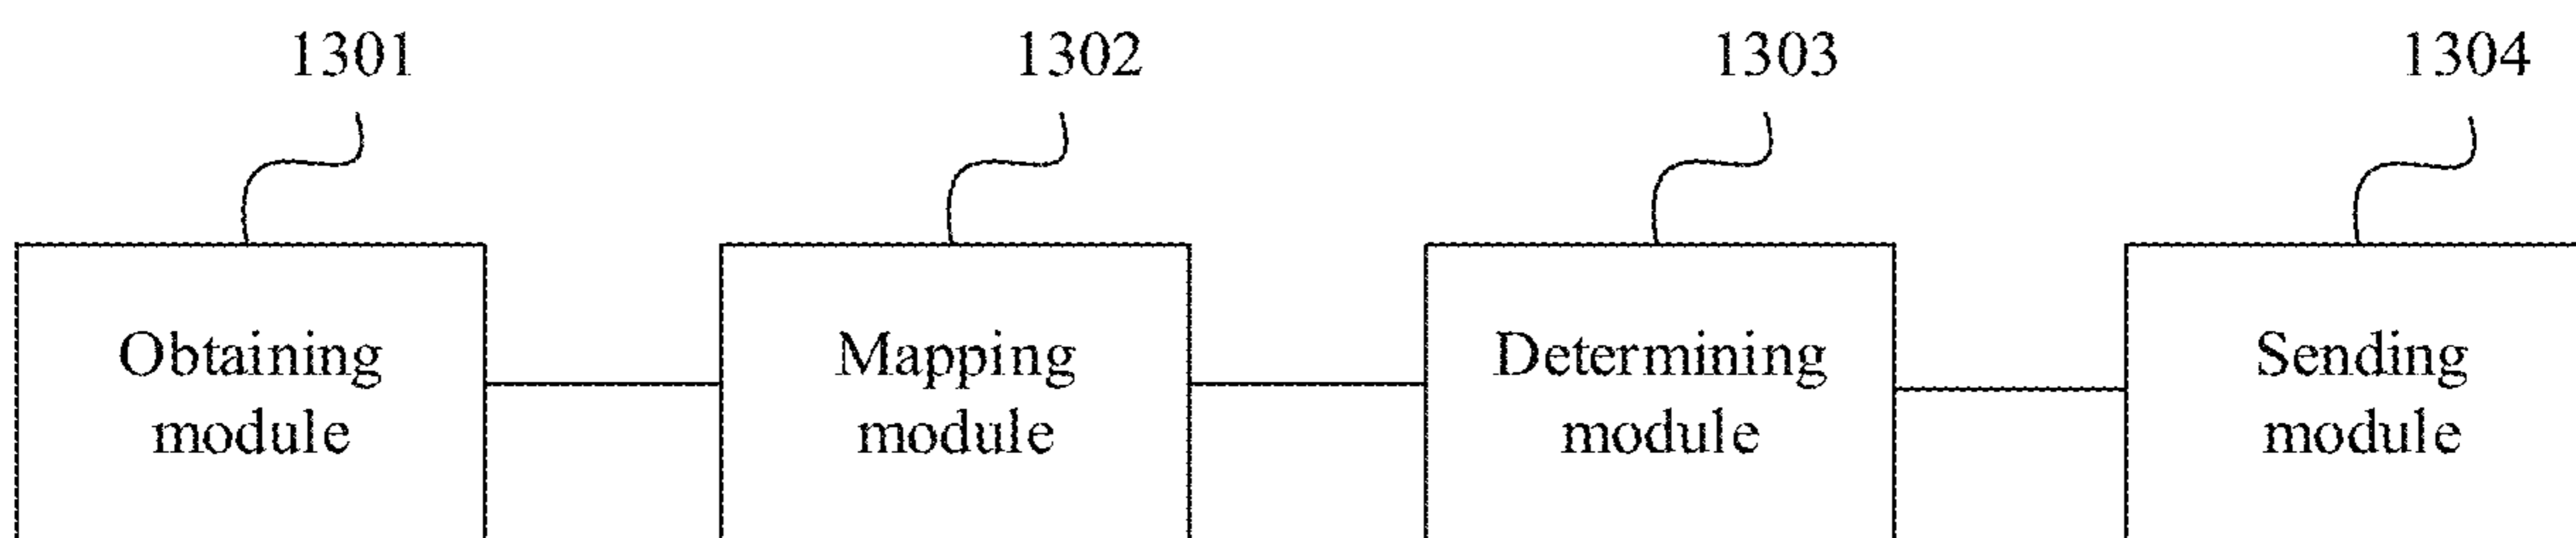 1301
1302
1303
1304
Obtaining
module
Mapping
module
Determining
module
Sending
module